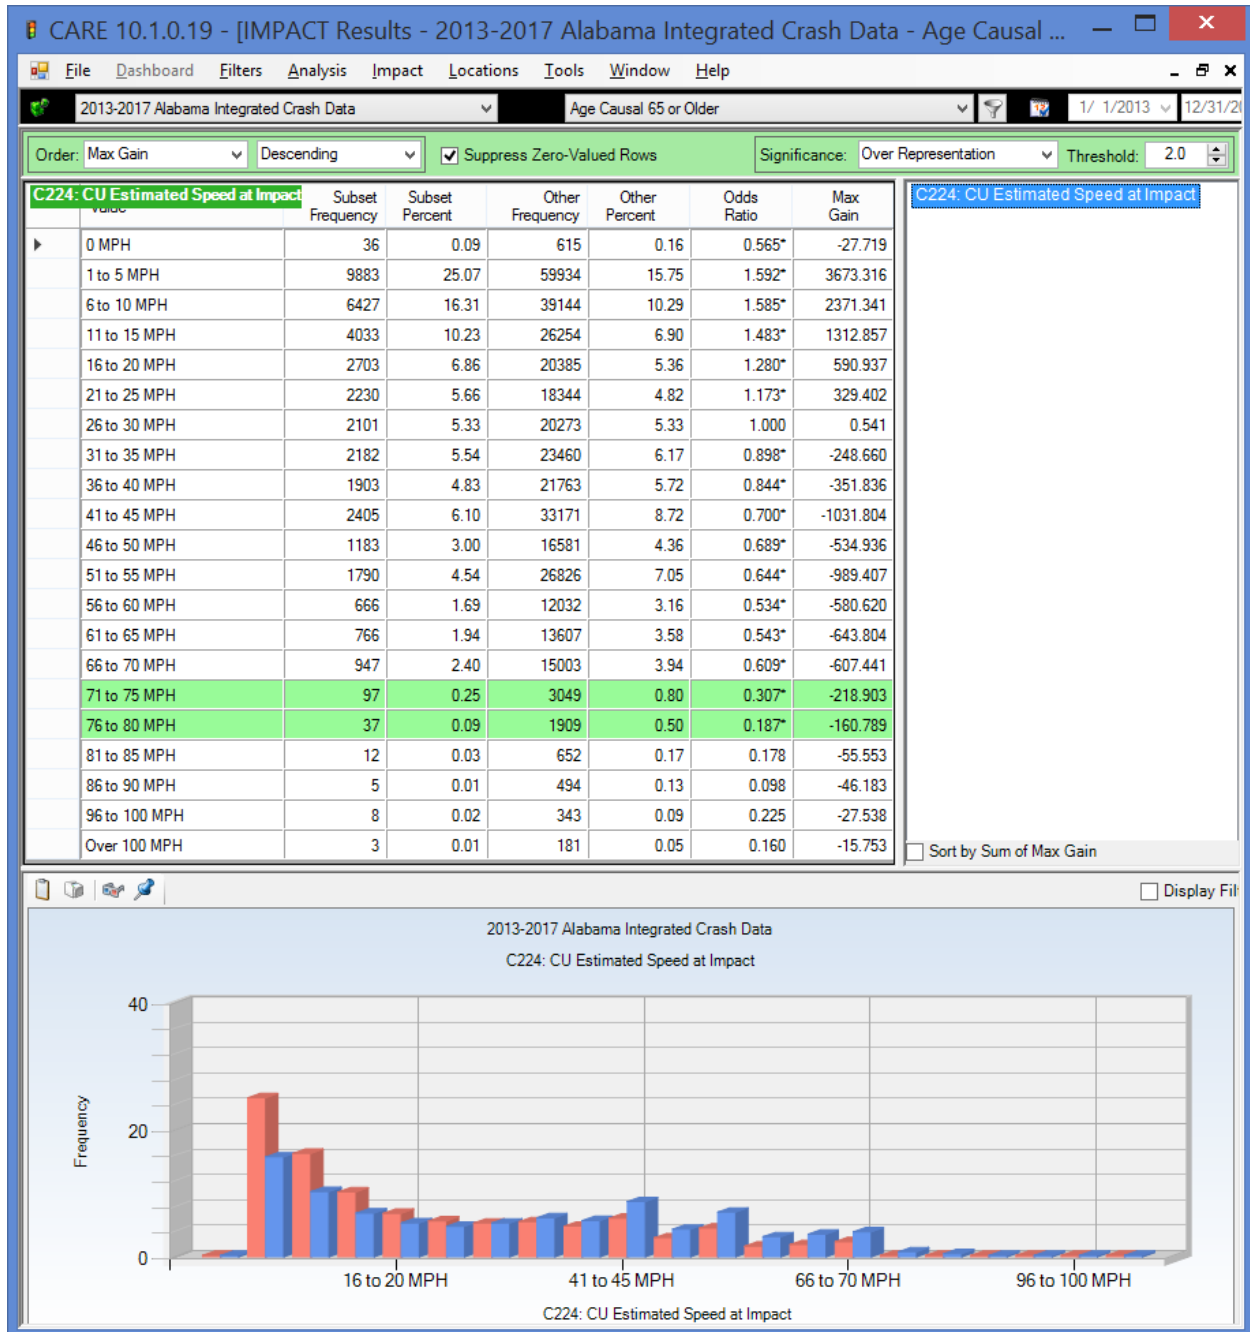 CARE 10.1.0.19 - [IMPACT Results - 2013-2017 Alabama Integrated Crash Data - Age Causal ...
File Dashboard Filters Analysis Impact Locations Tools Window Help
2013-2017 Alabama Integrated Crash Data Age Causal 65 or Older 1/ 1/2013 12/31/20
Order: Max Gain Descending Suppress Zero-Valued Rows Significance: Over Representation Threshold: 2.0
C224: CU Estimated Speed at Impact Subset Frequency Subset Percent Other Frequency Other Percent Odds Ratio Max Gain C224: CU Estimated Speed at Impact
0 MPH 36 0.09 615 0.16 0.565* -27.719
1 to 5 MPH 9883 25.07 59934 15.75 1.592* 3673.316
6 to 10 MPH 6427 16.31 39144 10.29 1.585* 2371.341
11 to 15 MPH 4033 10.23 26254 6.90 1.483* 1312.857
16 to 20 MPH 2703 6.86 20385 5.36 1.280* 590.937
21 to 25 MPH 2230 5.66 18344 4.82 1.173* 329.402
26 to 30 MPH 2101 5.33 20273 5.33 1.000 0.541
31 to 35 MPH 2182 5.54 23460 6.17 0.898* -248.660
36 to 40 MPH 1903 4.83 21763 5.72 0.844* -351.836
41 to 45 MPH 2405 6.10 33171 8.72 0.700* -1031.804
46 to 50 MPH 1183 3.00 16581 4.36 0.689* -534.936
51 to 55 MPH 1790 4.54 26826 7.05 0.644* -989.407
56 to 60 MPH 666 1.69 12032 3.16 0.534* -580.620
61 to 65 MPH 766 1.94 13607 3.58 0.543* -643.804
66 to 70 MPH 947 2.40 15003 3.94 0.609* -607.441
71 to 75 MPH 97 0.25 3049 0.80 0.307* -218.903
76 to 80 MPH 37 0.09 1909 0.50 0.187* -160.789
81 to 85 MPH 12 0.03 652 0.17 0.178 -55.553
86 to 90 MPH 5 0.01 494 0.13 0.098 -46.183
96 to 100 MPH 8 0.02 343 0.09 0.225 -27.538
Over 100 MPH 3 0.01 181 0.05 0.160 -15.753
Sort by Sum of Max Gain
Display Fil
2013-2017 Alabama Integrated Crash Data
C224: CU Estimated Speed at Impact
40
20
0
Frequency
16 to 20 MPH 41 to 45 MPH 66 to 70 MPH 96 to 100 MPH
C224: CU Estimated Speed at Impact